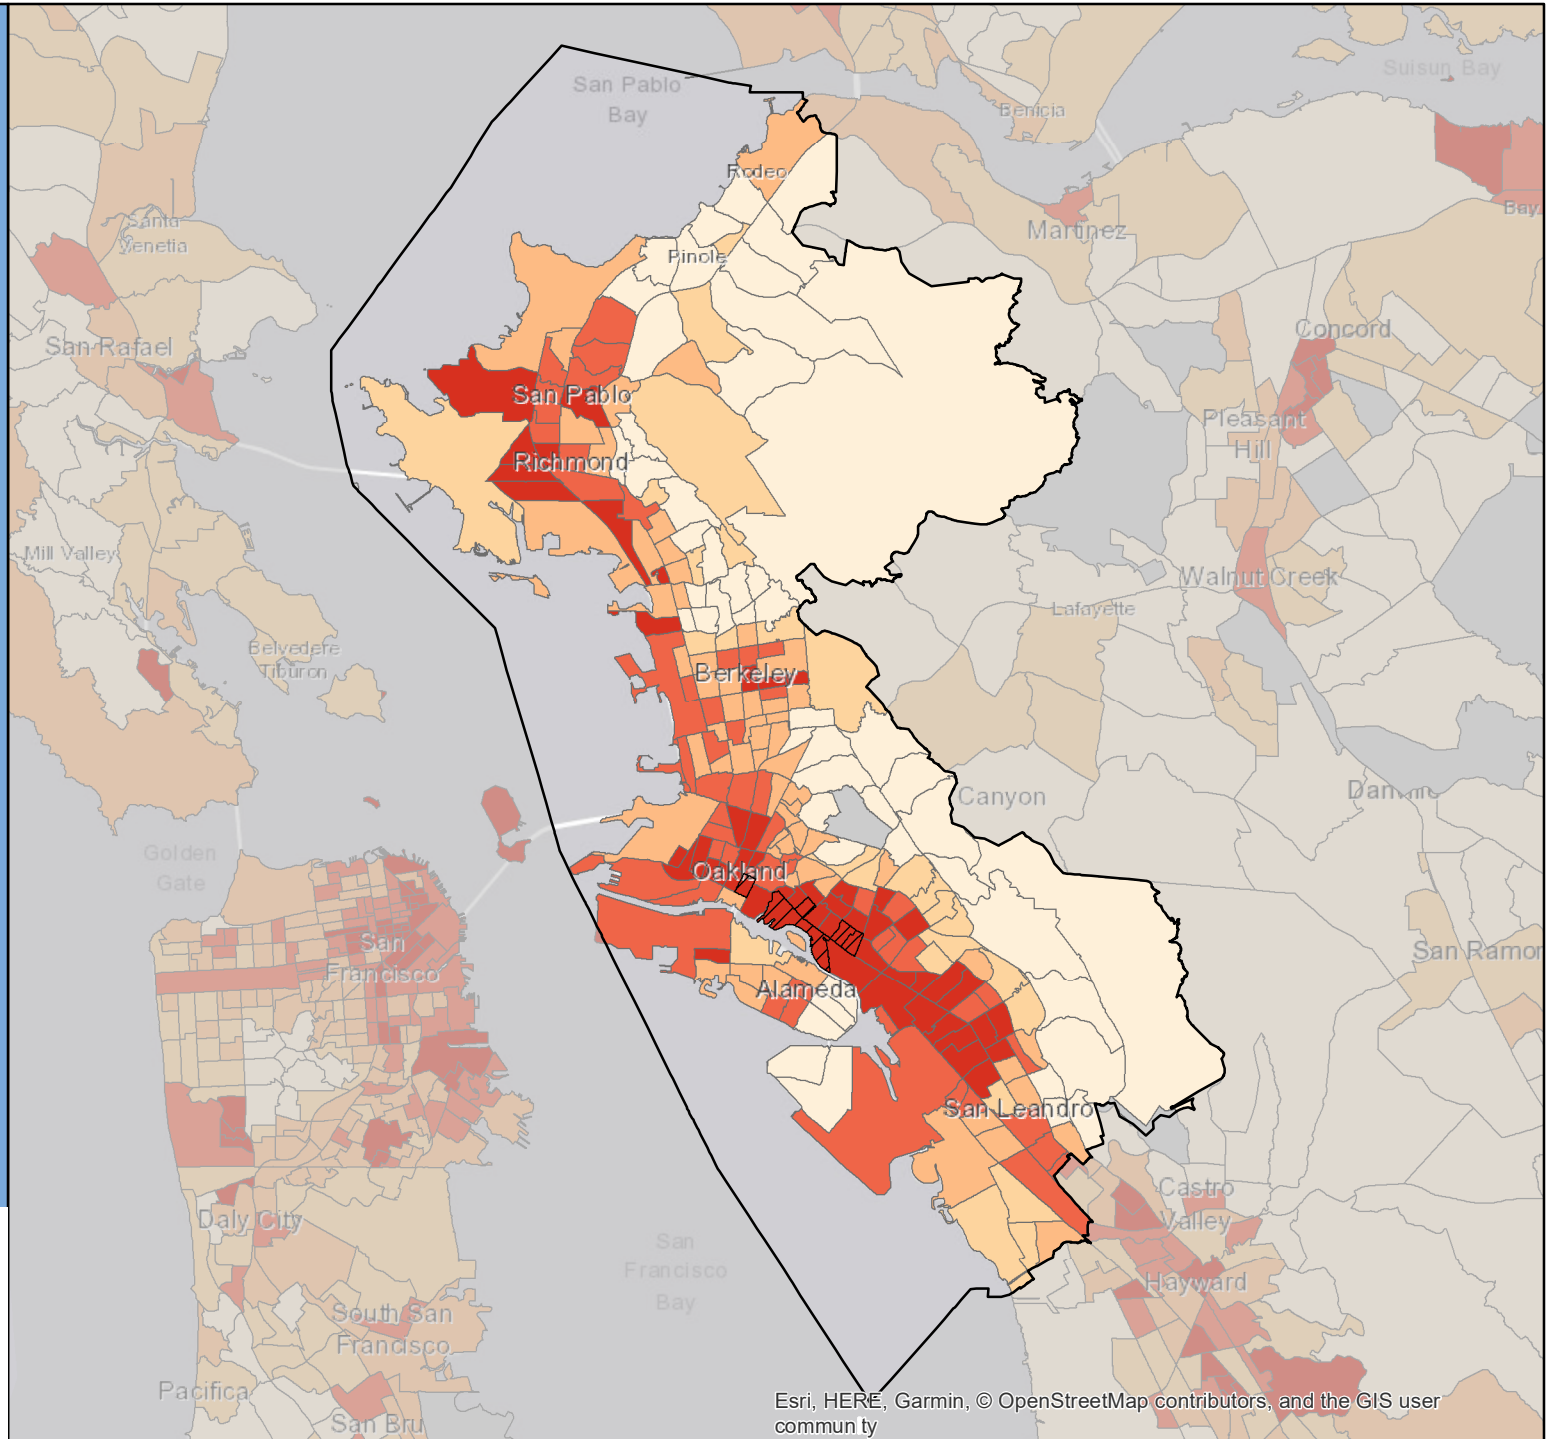 San Pablo
Bay
Suisun Bay
Benicia
Rodeo
Bay
Santa
Venetia
Martinez
Pinole
San Rafael
Concord
San Pablo
Pleasant
Hill
Richmond
Mill Valley
Walnut Creek
Lafayette
Belvedere
Tiburon
Berkeley
Canyon
Golden
Gate
Oakland
San
Francisco
San Ramon
Alameda
San Leandro
Castro
Valley
Daly City
San
Francisco
Bay
Hayward
South San
Francisco
Pacifica
San Bru
Esri, HERE, Garmin, © OpenStreetMap contributors, and the GIS user
community